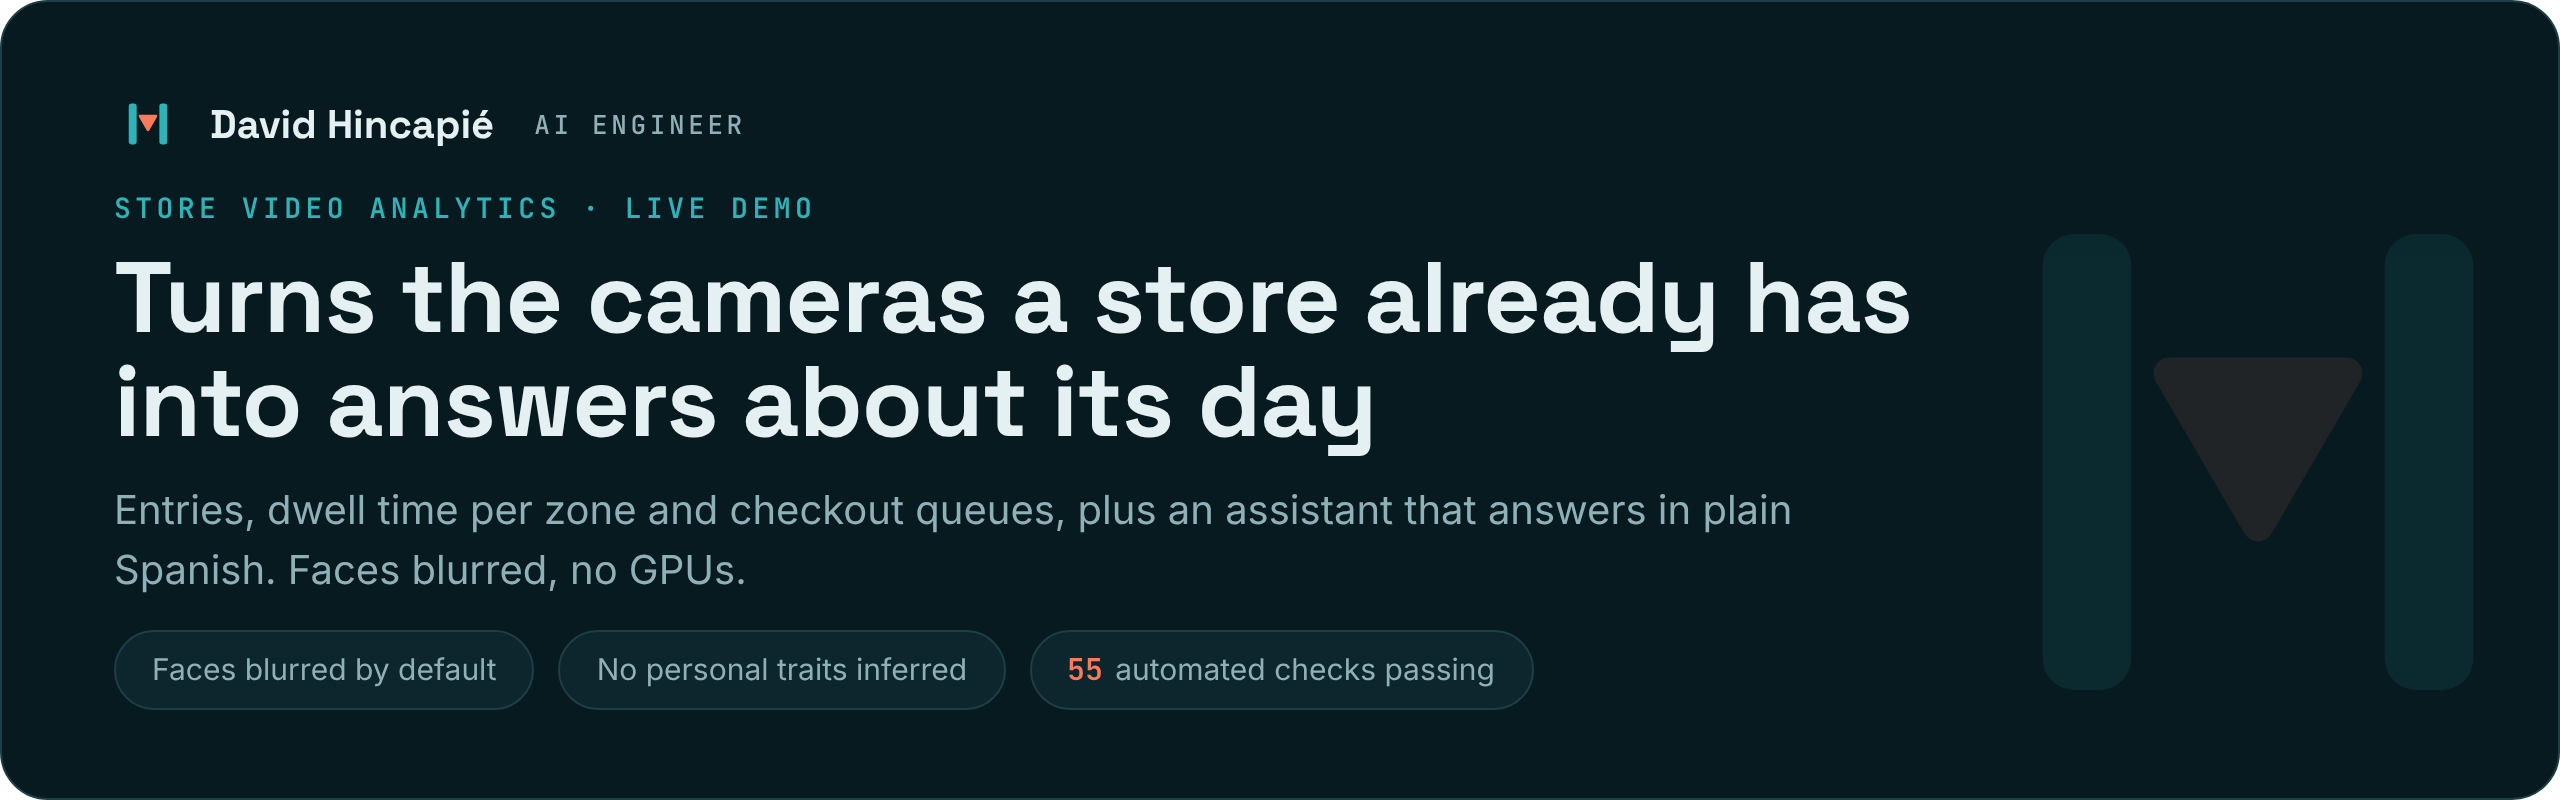 David Hincapié AI ENGINEER
STORE VIDEO ANALYTICS · LIVE DEMO
Turns the cameras a store already has
into answers about its day
Entries, dwell time per zone and checkout queues, plus an assistant that answers in plain
Spanish. Faces blurred, no GPUs.
Faces blurred by default
No personal traits inferred
55 automated checks passing